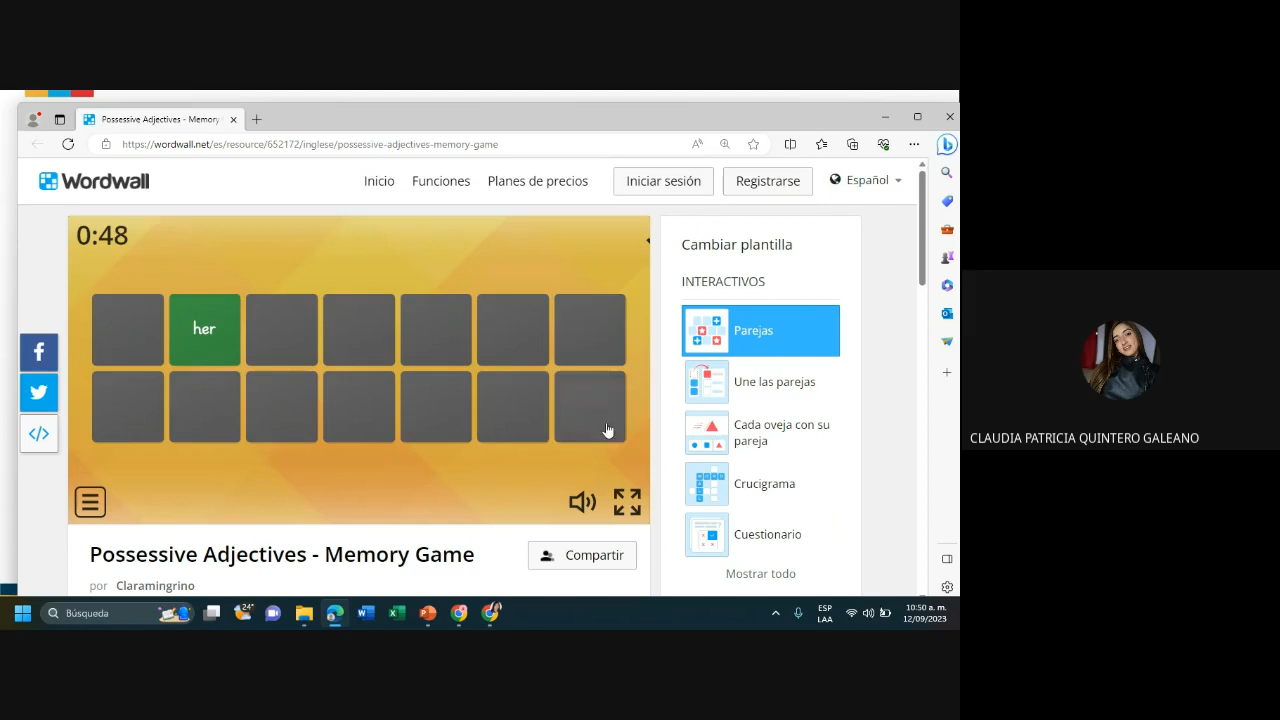 Possessive Adjectives - Memory
https://wordwall.net/es/resource/652172/inglese/possessive-adjectives-memory-game
Wordwall
Inicio
Funciones
Planes de precios
Iniciar sesión
Registrarse
Español
0:48
her
Cambiar plantilla
INTERACTIVOS
Parejas
Une las parejas
Cada oveja con su
pareja
Crucigrama
Cuestionario
Mostrar todo
Possessive Adjectives - Memory Game
Compartir
por Claramingrino
CLAUDIA PATRICIA QUINTERO GALEANO
Búsqueda
24°
ESP
LAA
10:50 a. m.
12/09/2023